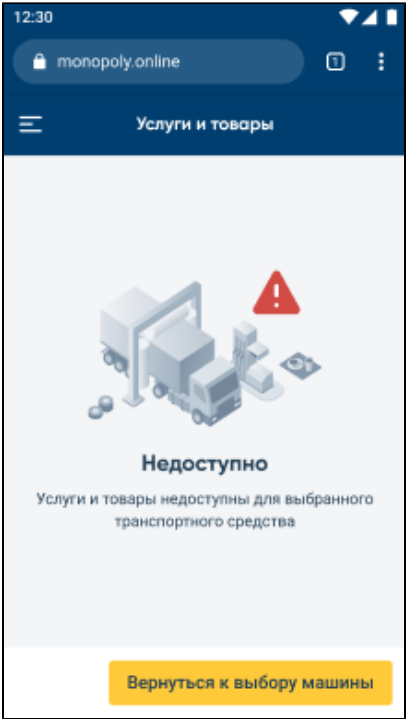 12:30
monopoly.online
1
Услуги и товары
Недоступно
Услуги и товары недоступны для выбранного
транспортного средства
Вернуться к выбору машины